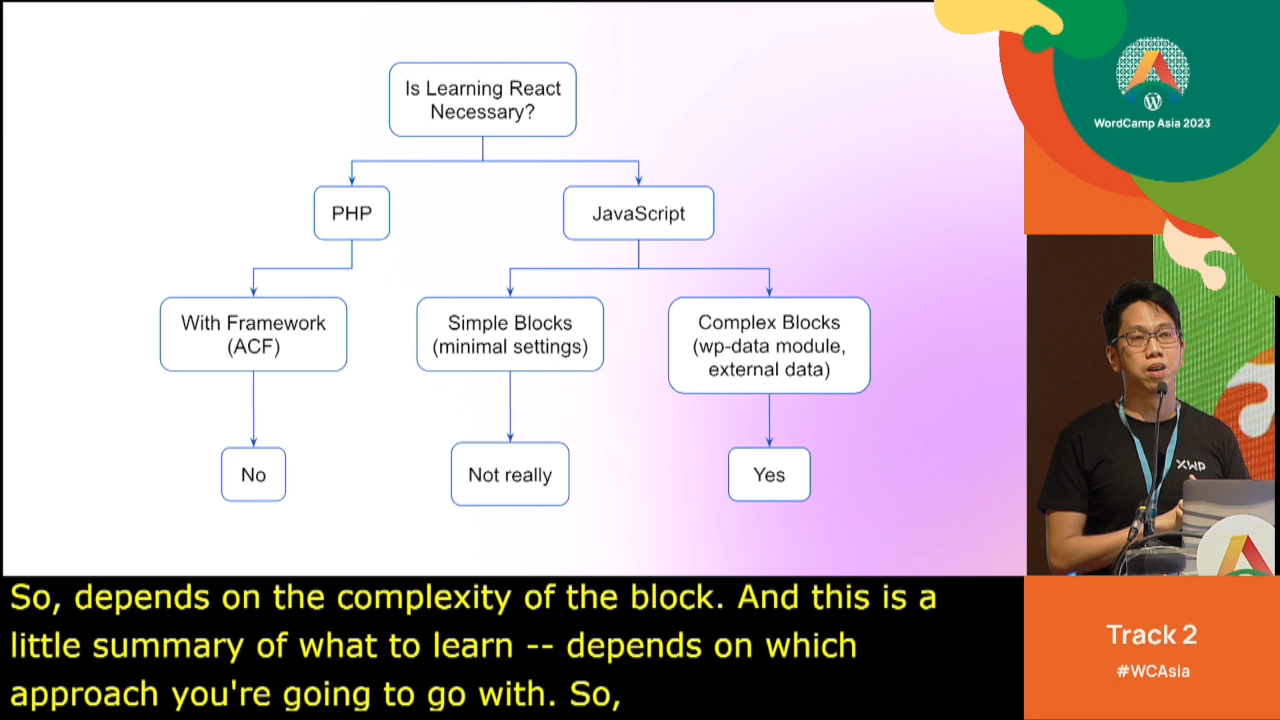 Is Learning React
Necessary?
PHP
JavaScript
With Framework
(ACF)
Simple Blocks
(minimal settings)
Complex Blocks
(wp-data module,
external data)
No
Not really
Yes
WordCamp Asia 2023
XWP
So, depends on the complexity of the block. And this is a
little summary of what to learn -- depends on which
approach you're going to go with. So,
Track 2
#WCAsia